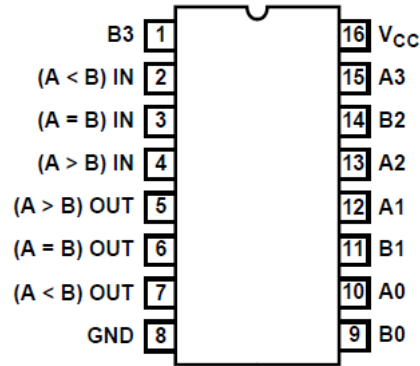 B3 1 16 VCC
(A < B) IN 2 15 A3
(A = B) IN 3 14 B2
(A > B) IN 4 13 A2
(A > B) OUT 5 12 A1
(A = B) OUT 6 11 B1
(A < B) OUT 7 10 A0
GND 8 9 B0